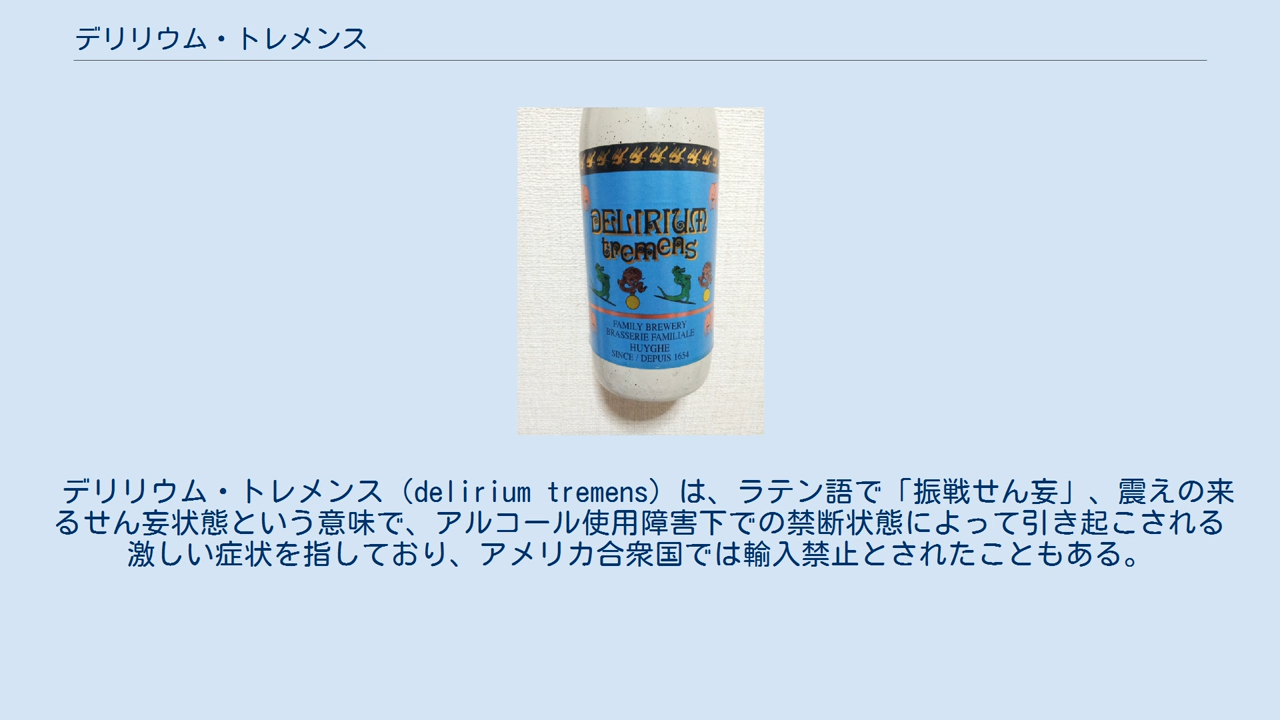 デリリウム・トレメンス
DELIRIUM
tremens
FAMILY BREWERY
BRASSERIE FAMILIALE
HUYGHE
SINCE / DEPUIS 1654
デリリウム・トレメンス（delirium tremens）は、ラテン語で「振戦せん妄」、震えの来
るせん妄状態という意味で、アルコール使用障害下での禁断状態によって引き起こされる
激しい症状を指しており、アメリカ合衆国では輸入禁止とされたこともある。